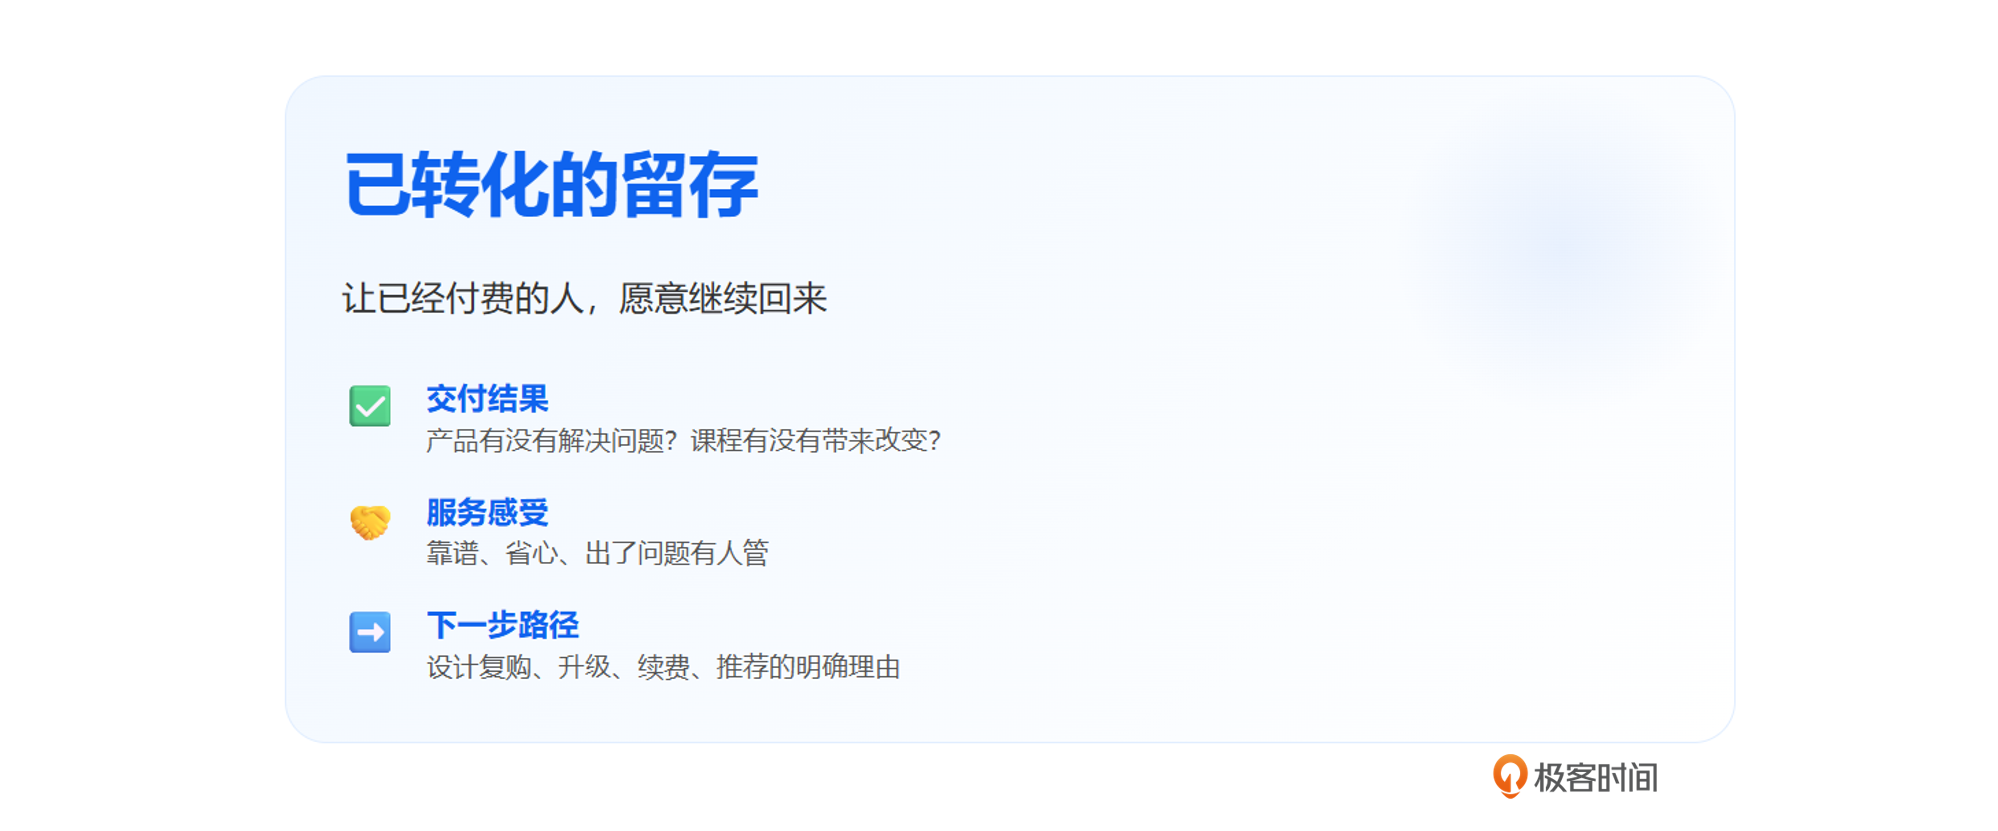 已转化的留存
让已经付费的人，愿意继续回来
交付结果
产品有没有解决问题？课程有没有带来改变？
服务感受
靠谱、省心、出了问题有人管
下一步路径
设计复购、升级、续费、推荐的明确理由
极客时间